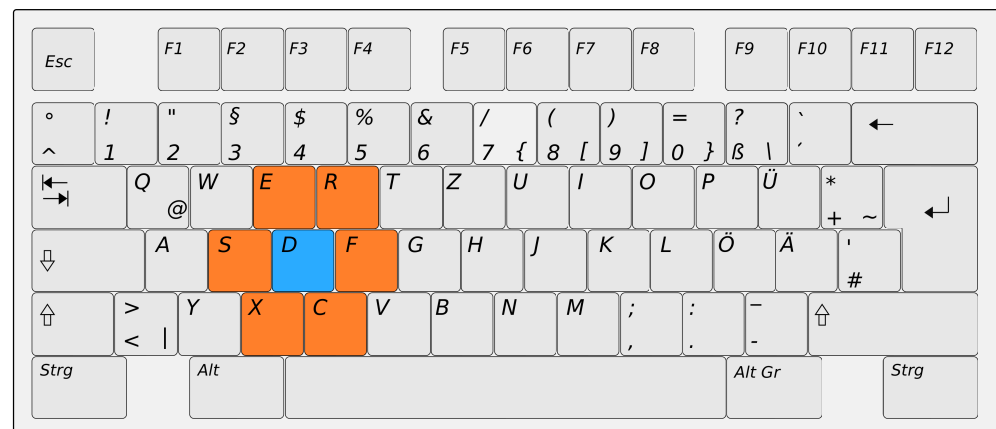 Esc F1 F2 F3 F4 F5 F6 F7 F8 F9 F10 F11 F12
° ! " § $ % & / ( ) = ? `
^ 1 2 3 4 5 6 7 { 8 [ 9 ] 0 } ß \ ´
Q W E R T Z U I O P Ü *
@ + ~
A S D F G H J K L Ö Ä '
#
> Y X C V B N M ; : _
< | , . -
Strg Alt Alt Gr Strg